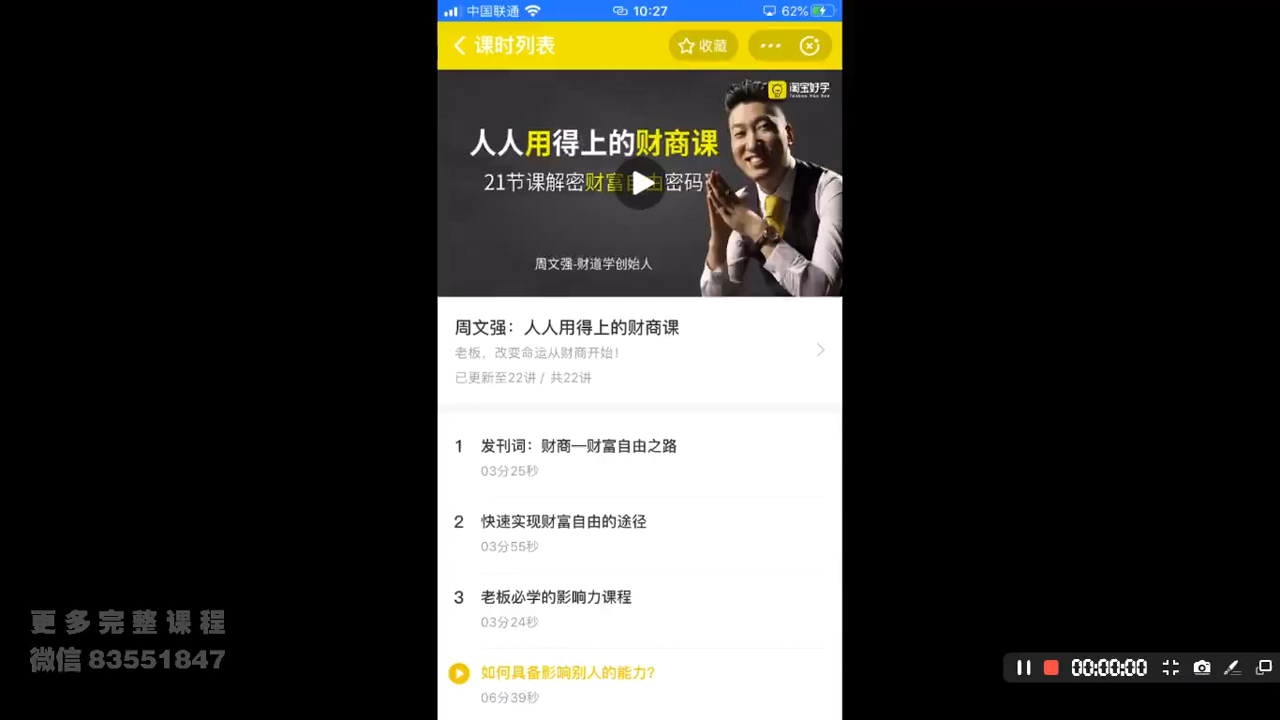 中国联通
10:27
62%
课时列表
收藏
淘宝好学
人人用得上的财商课
21节课解密财富自由密码
周文强-财道学创始人
周文强：人人用得上的财商课
老板，改变命运从财商开始！
已更新至22讲 / 共22讲
1 发刊词：财商—财富自由之路
03分25秒
2 快速实现财富自由的途径
03分55秒
3 老板必学的影响力课程
03分24秒
如何具备影响别人的能力?
06分39秒
更多完整课程
微信 83551847
00:00:00